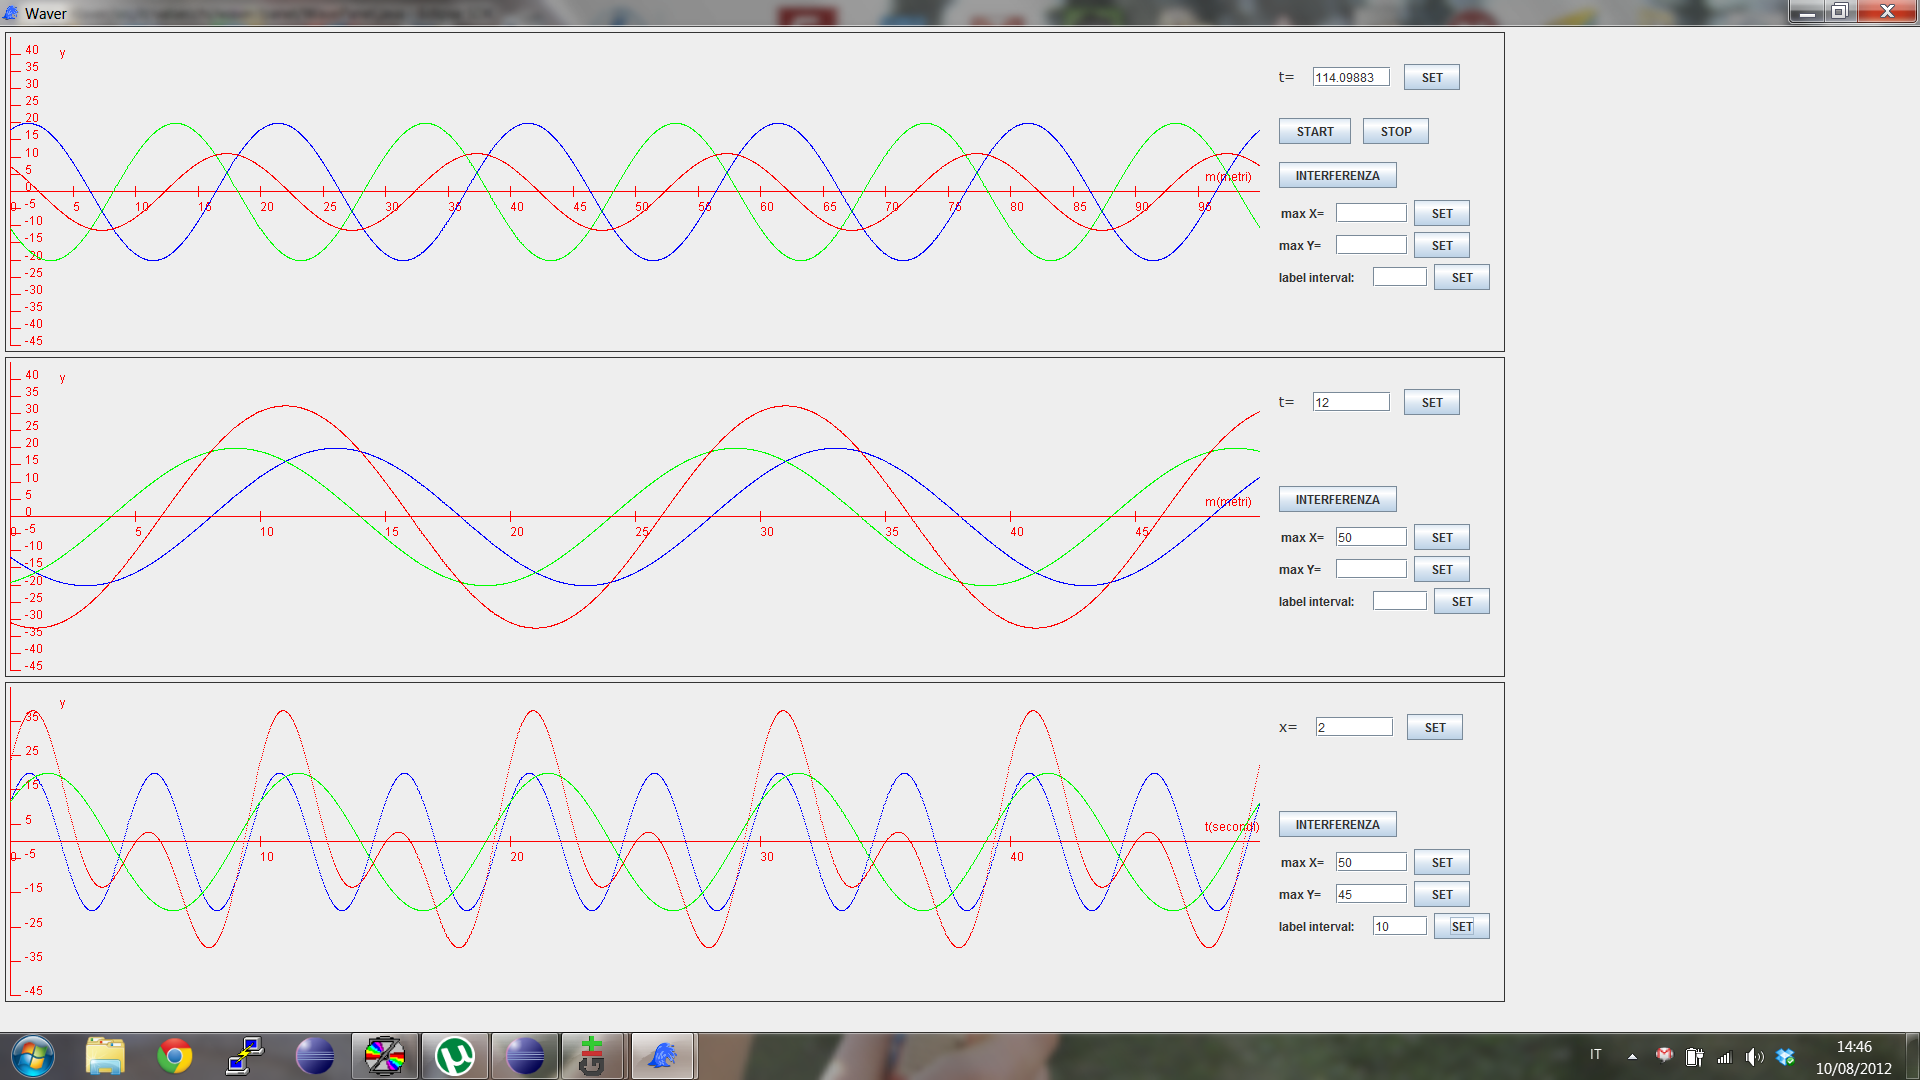 Waver
y
40
35
30
25
20
15
10
5
0
-5
-10
-15
-20
-25
-30
-35
-40
-45
0 5 10 15 20 25 30 35 40 45 50 55 60 65 70 75 80 85 90 95
m(metri)
t= 114.09883 SET
START STOP
INTERFERENZA
max X= SET
max Y= SET
label interval: SET
y
40
35
30
25
20
15
10
5
0
-5
-10
-15
-20
-25
-30
-35
-40
-45
0 5 10 15 20 25 30 35 40 45
m(metri)
t= 12 SET
INTERFERENZA
max X= 50 SET
max Y= SET
label interval: SET
y
35
25
15
5
-5
-15
-25
-35
-45
0 10 20 30 40
t(secondi)
x= 2 SET
INTERFERENZA
max X= 50 SET
max Y= 45 SET
label interval: 10 SET
IT
14:46
10/08/2012